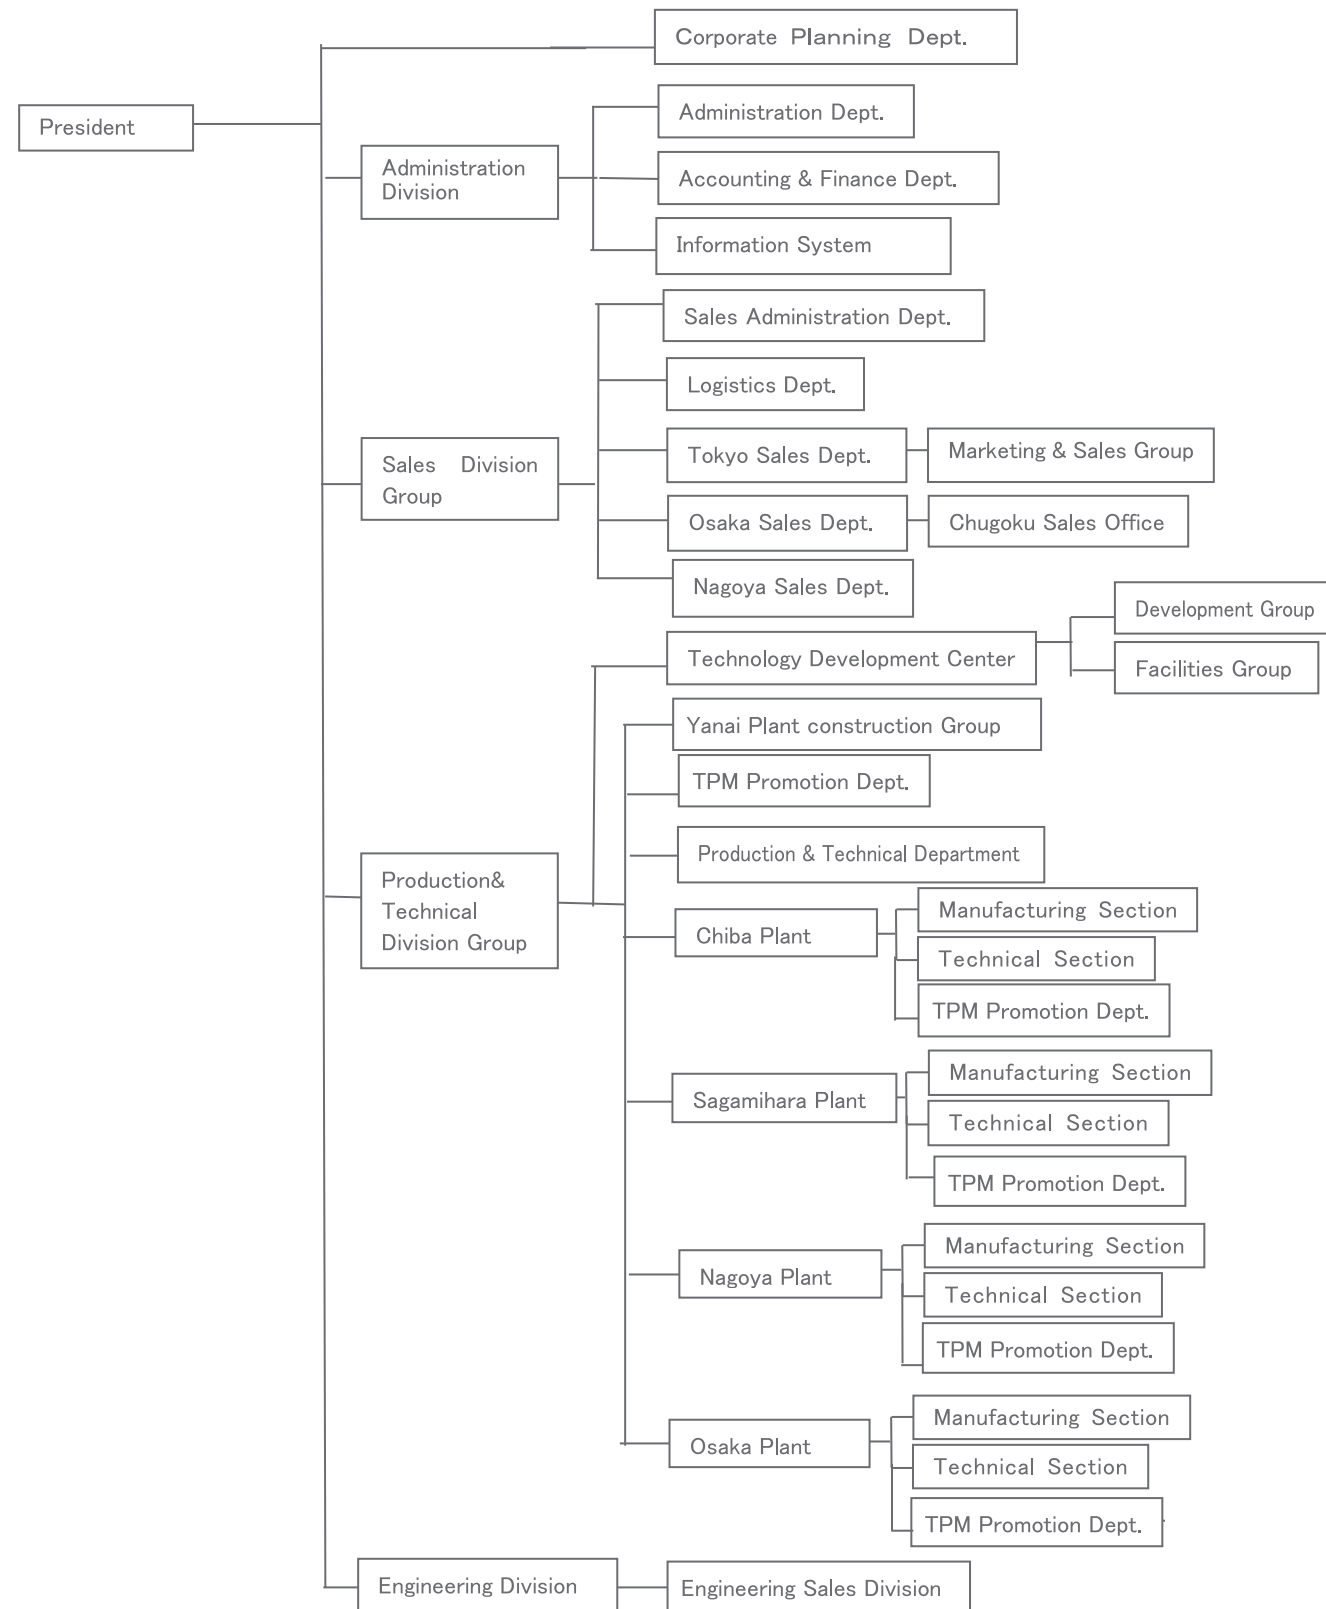 Corporate Planning Dept.
President
Administration Dept.
Administration
Division
Accounting & Finance Dept.
Information System
Sales Administration Dept.
Logistics Dept.
Sales Division
Group
Tokyo Sales Dept.
Marketing & Sales Group
Osaka Sales Dept.
Chugoku Sales Office
Nagoya Sales Dept.
Technology Development Center
Development Group
Facilities Group
Yanai Plant construction Group
TPM Promotion Dept.
Production & Technical Department
Production&
Technical
Division Group
Chiba Plant
Manufacturing Section
Technical Section
TPM Promotion Dept.
Sagamihara Plant
Manufacturing Section
Technical Section
TPM Promotion Dept.
Nagoya Plant
Manufacturing Section
Technical Section
TPM Promotion Dept.
Osaka Plant
Manufacturing Section
Technical Section
TPM Promotion Dept.
Engineering Division
Engineering Sales Division